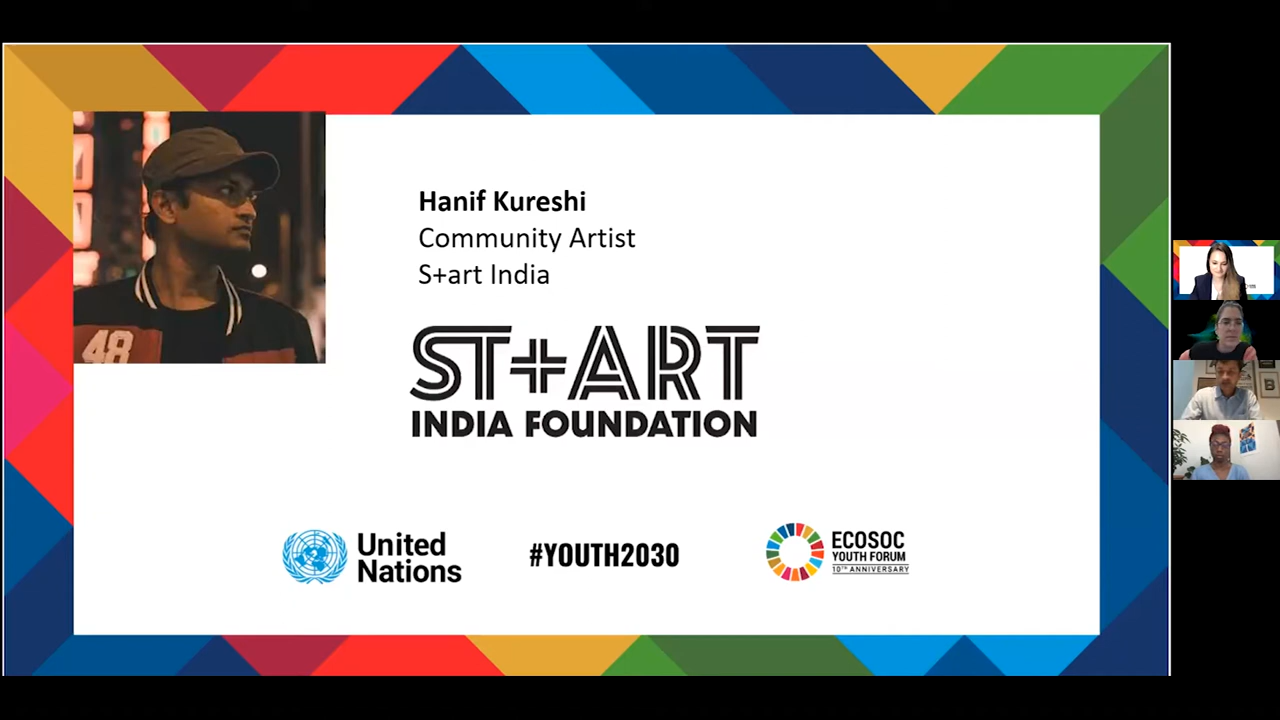 48
Hanif Kureshi
Community Artist
S+art India
ST+ART
INDIA FOUNDATION
United
Nations
#YOUTH2030
ECOSOC
YOUTH FORUM
10TH ANNIVERSARY